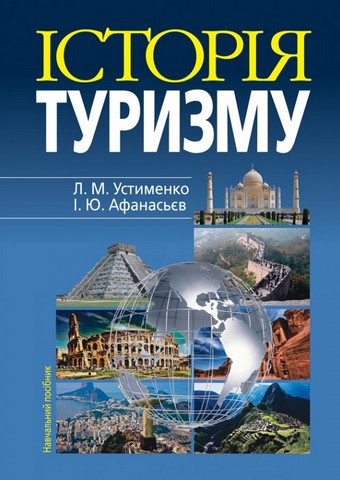 ІСТОРІЯ
ТУРИЗМУ
Л. М. Устименко
І. Ю. Афанасьєв
Навчальний посібник